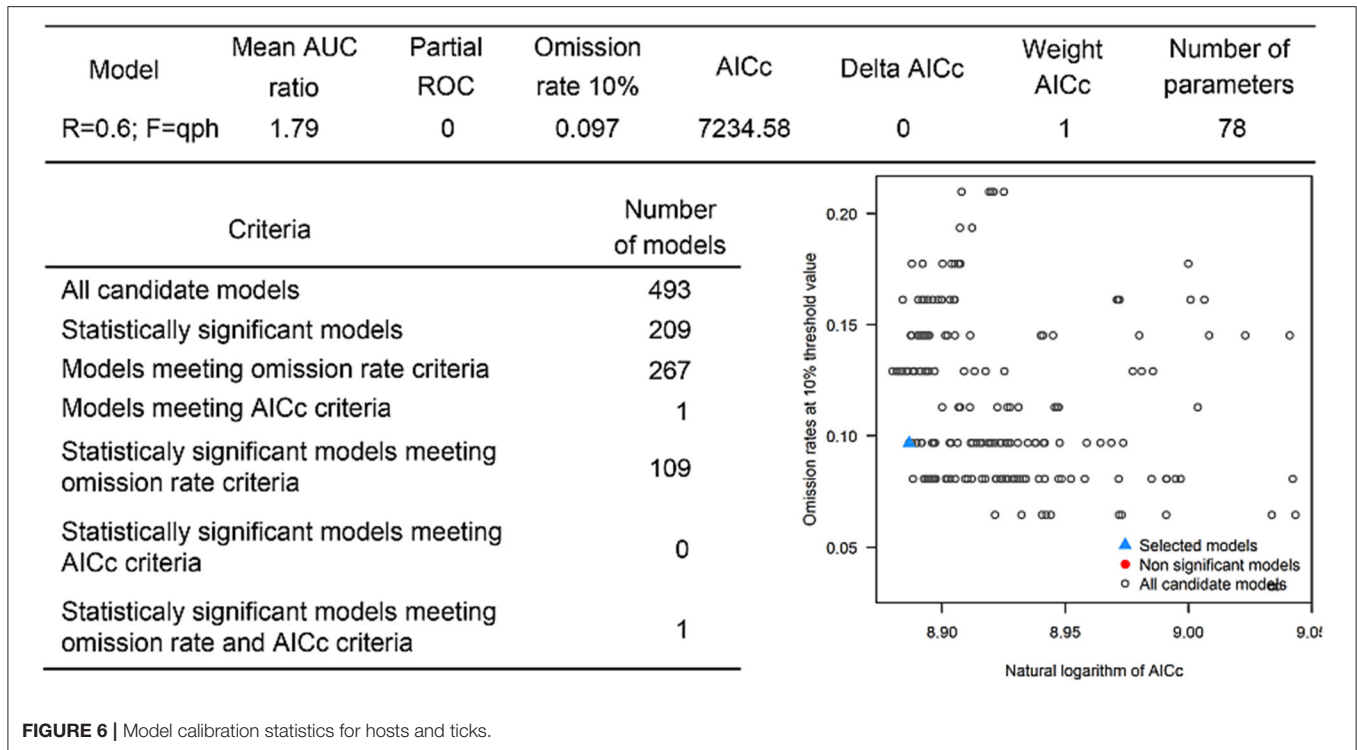 Model Mean AUC ratio Partial ROC Omission rate 10% AICc Delta AICc Weight AICc Number of parameters
R=0.6; F=qph 1.79 0 0.097 7234.58 0 1 78
Criteria Number of models
All candidate models 493
Statistically significant models 209
Models meeting omission rate criteria 267
Models meeting AICc criteria 1
Statisticaly significant models meeting
omission rate criteria 109
Statistically significant models meeting
AICc criteria 0
Statisticaly significant models meeting
omission rate and AICc criteria 1
Omission rates at 10% threshold value
0.20
0.15
0.10
0.05
Selected models
Non significant models
All candidate models
8.90 8.95 9.00 9.05
Natural logarithm of AICc
FIGURE 6 | Model calibration statistics for hosts and ticks.